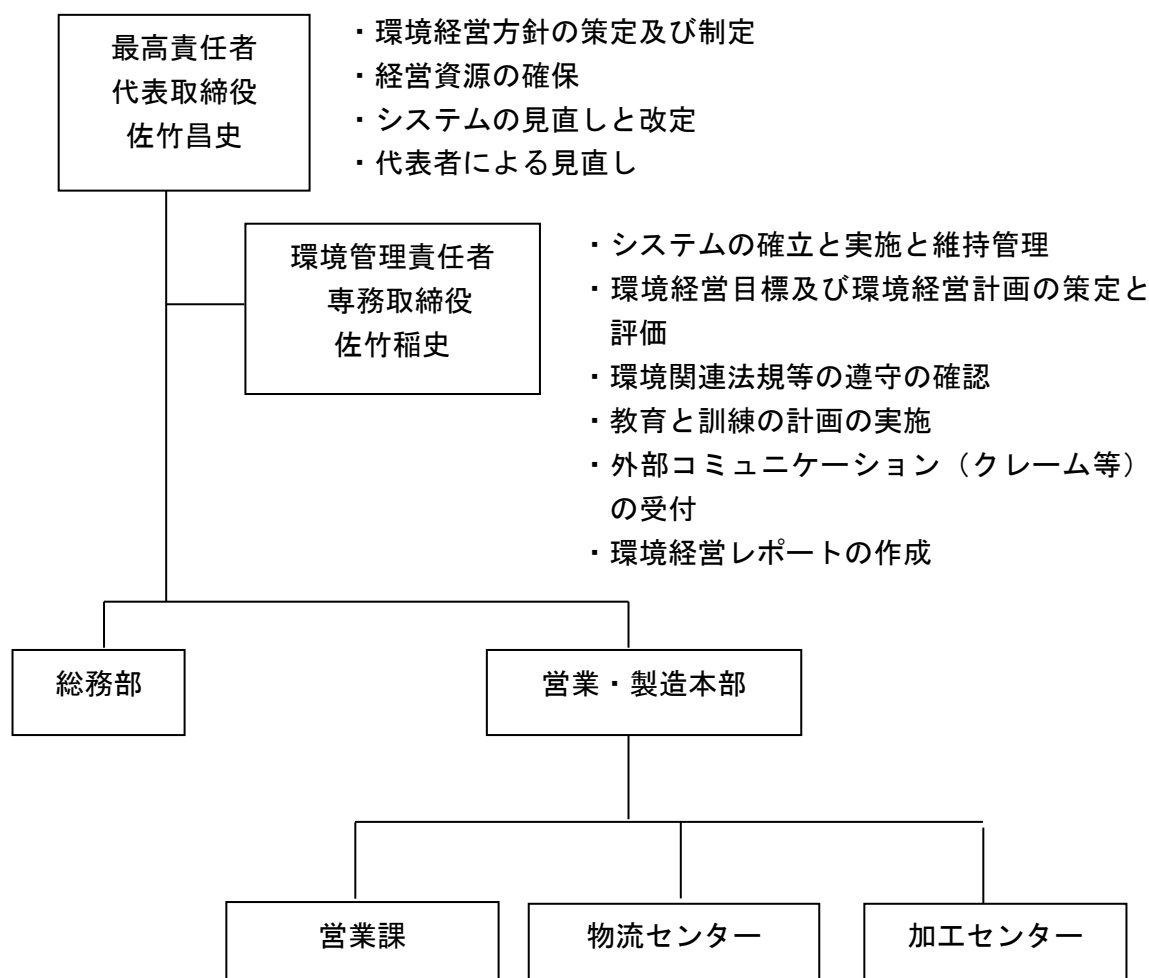 最高責任者
代表取締役
佐竹昌史
・環境経営方針の策定及び制定
・経営資源の確保
・システムの見直しと改定
・代表者による見直し
環境管理責任者
専務取締役
佐竹稲史
・システムの確立と実施と維持管理
・環境経営目標及び環境経営計画の策定と
評価
・環境関連法規等の遵守の確認
・教育と訓練の計画の実施
・外部コミュニケーション（クレーム等）
の受付
・環境経営レポートの作成
総務部
営業・製造本部
営業課
物流センター
加工センター